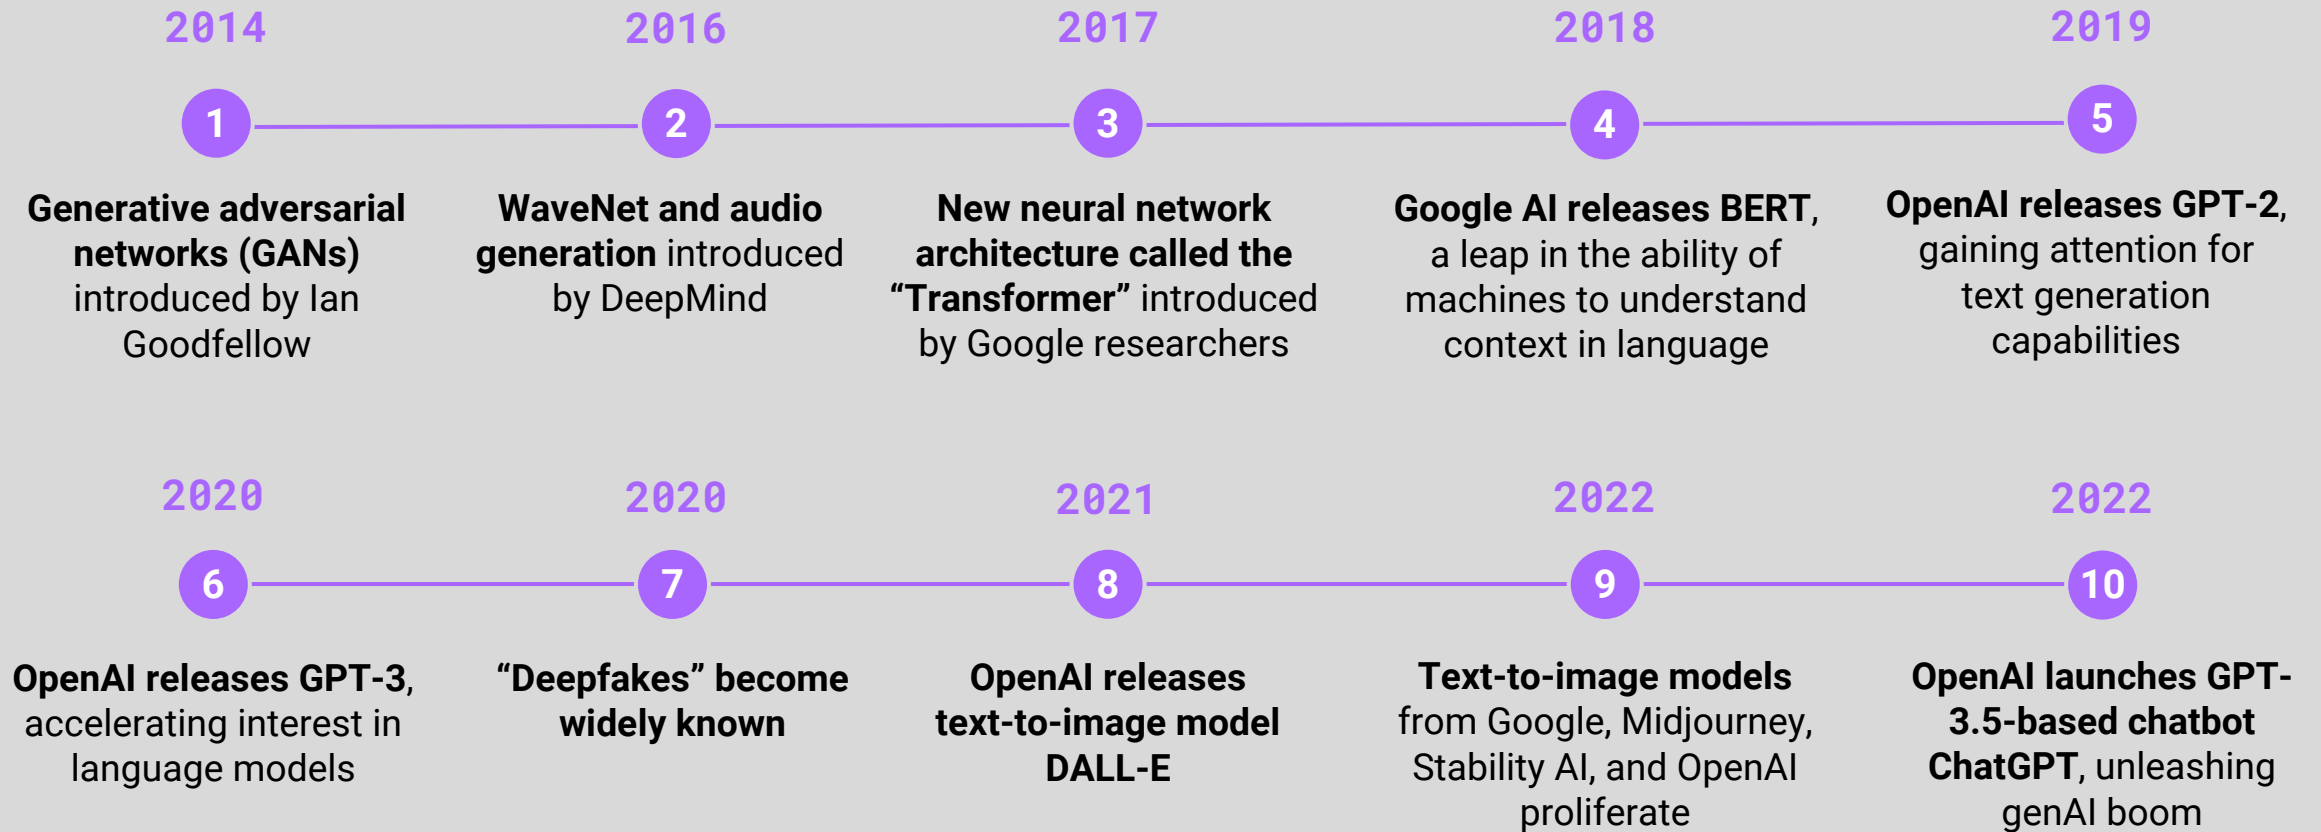 2014
1
Generative adversarial
networks (GANs)
introduced by Ian
Goodfellow
2016
2
WaveNet and audio
generation introduced
by DeepMind
2017
3
New neural network
architecture called the
“Transformer” introduced
by Google researchers
2018
4
Google AI releases BERT,
a leap in the ability of
machines to understand
context in language
2019
5
OpenAI releases GPT-2,
gaining attention for
text generation
capabilities
2020
6
OpenAI releases GPT-3,
accelerating interest in
language models
2020
7
“Deepfakes” become
widely known
2021
8
OpenAI releases
text-to-image model
DALL-E
2022
9
Text-to-image models
from Google, Midjourney,
Stability AI, and OpenAI
proliferate
2022
10
OpenAI launches GPT-
3.5-based chatbot
ChatGPT, unleashing
genAI boom